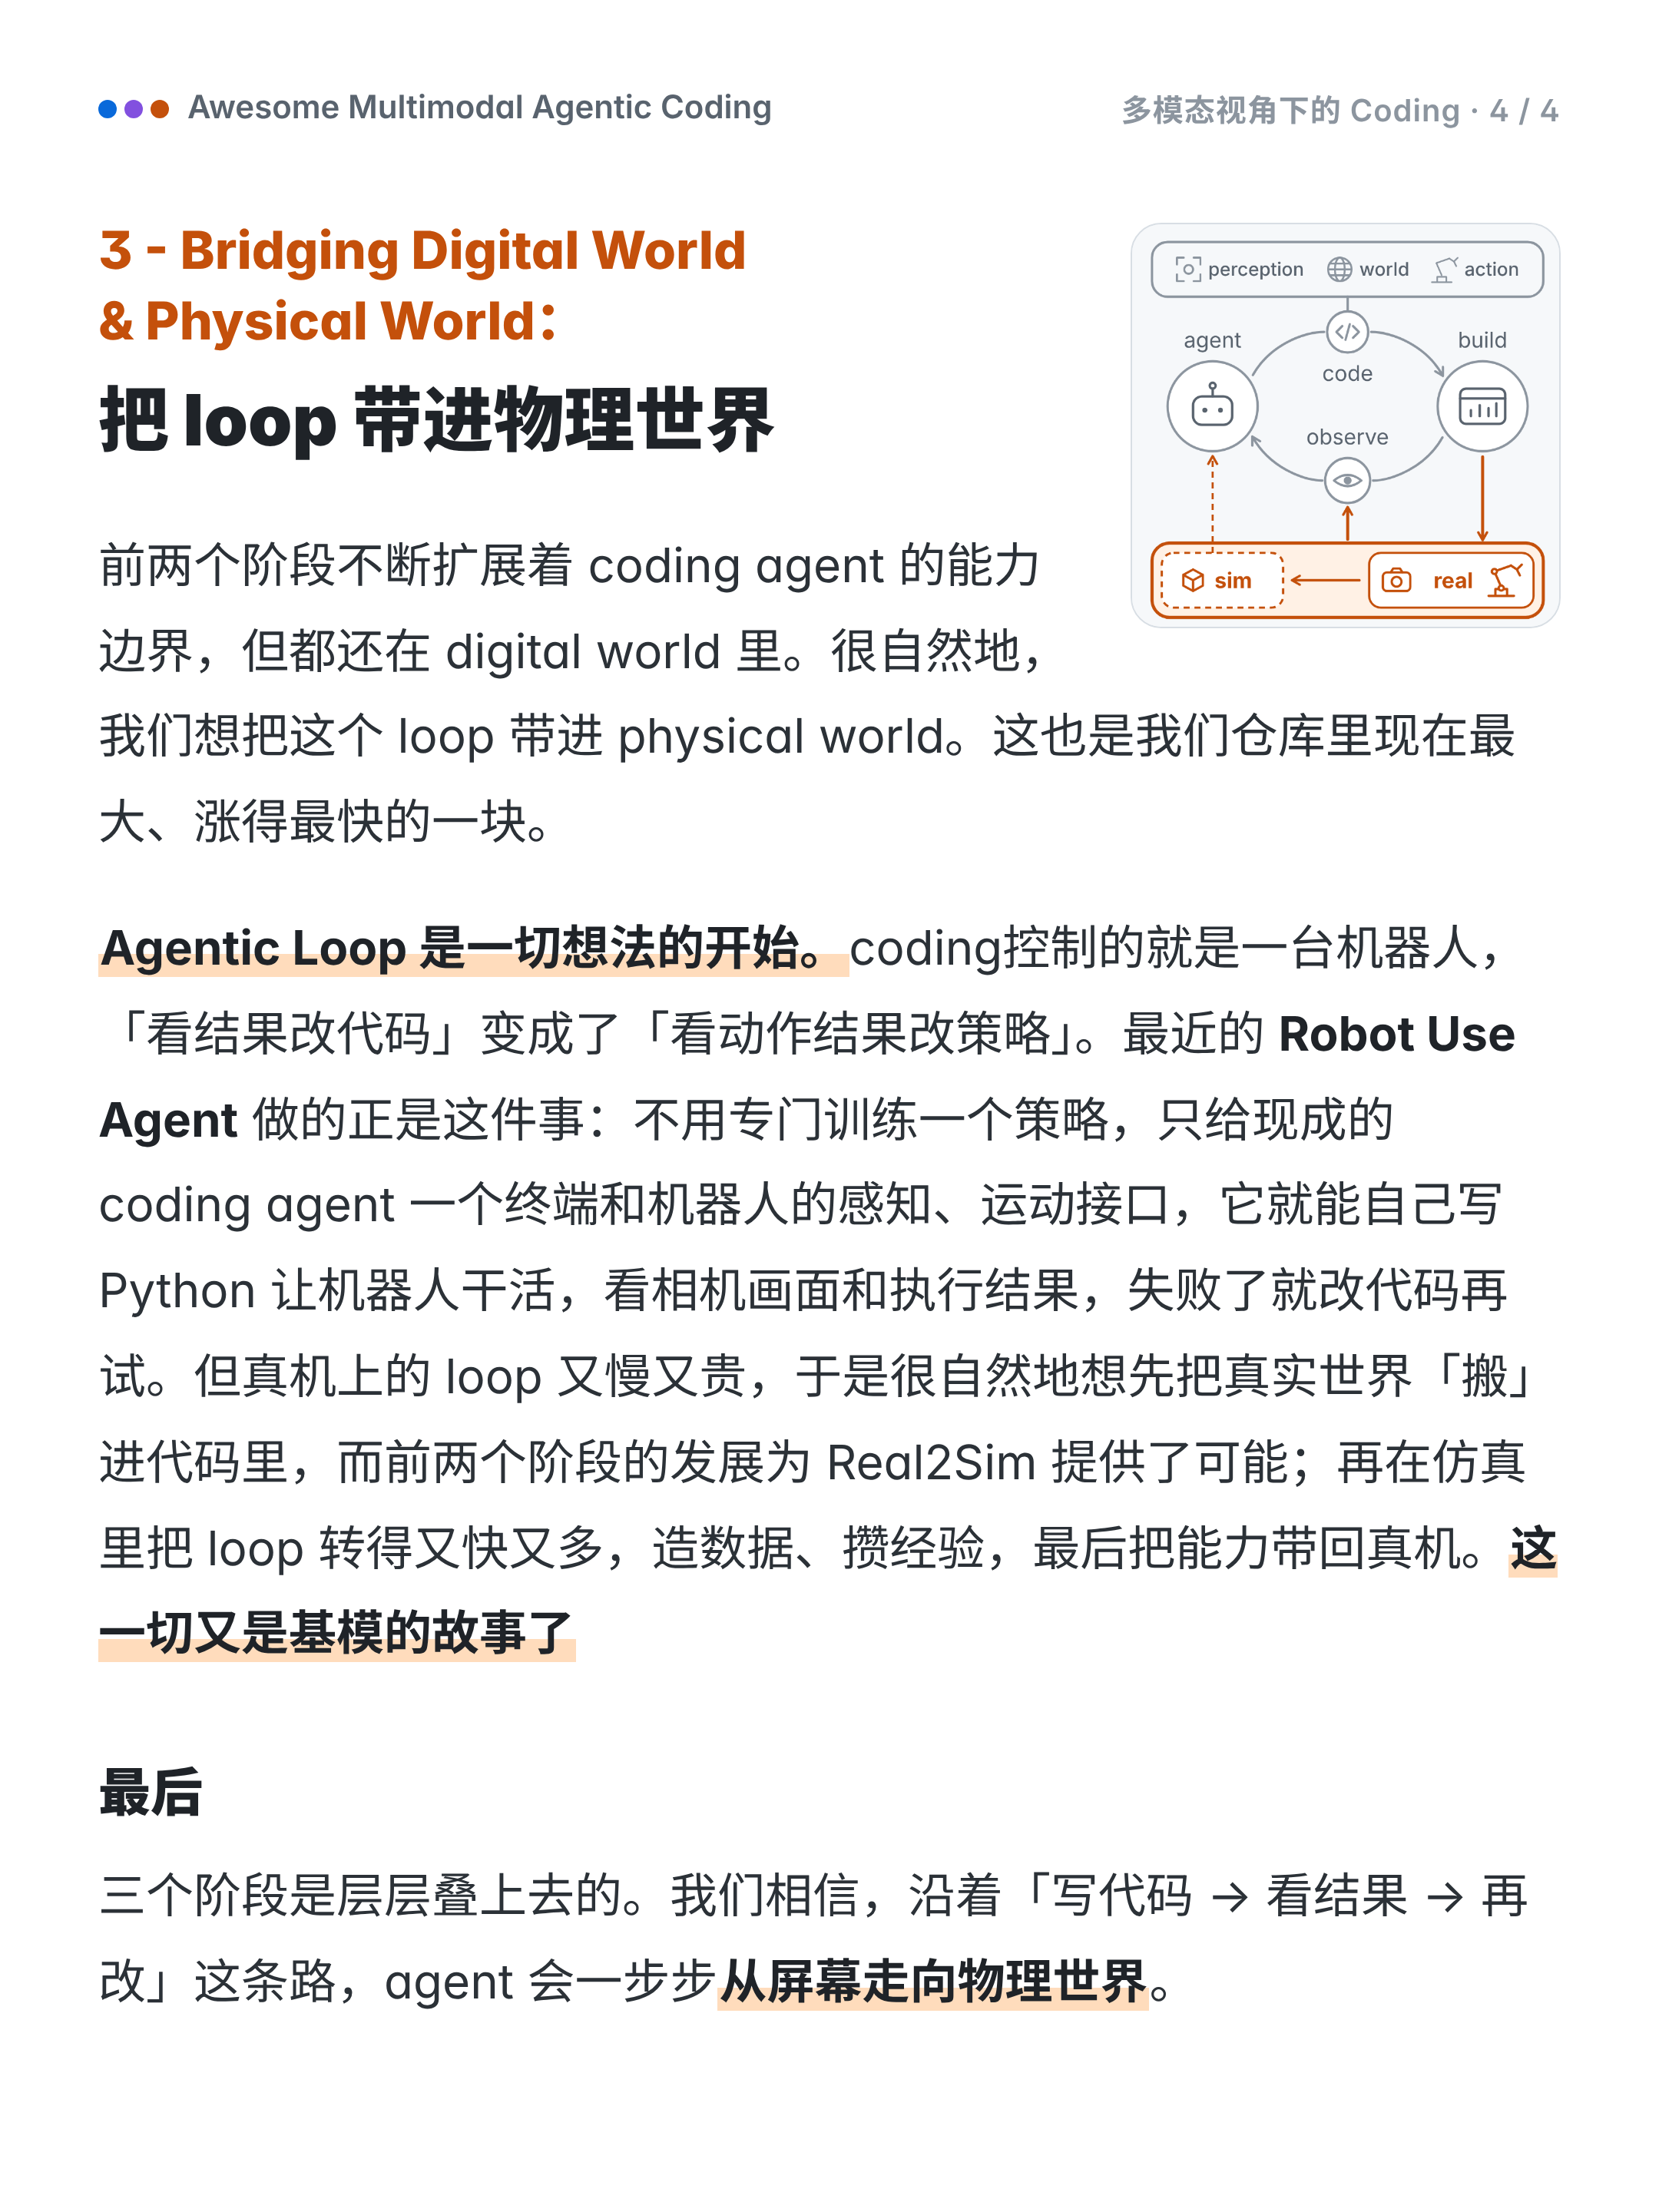 Awesome Multimodal Agentic Coding
多模态视角下的 Coding · 4 / 4
3 - Bridging Digital World
& Physical World：
把 loop 带进物理世界
perception world action
agent
build
code
observe
sim
real
前两个阶段不断扩展着 coding agent 的能力
边界，但都还在 digital world 里。很自然地，
我们想把这个 loop 带进 physical world。这也是我们仓库里现在最
大、涨得最快的一块。
Agentic Loop 是一切想法的开始。coding控制的就是一台机器人，
「看结果改代码」变成了「看动作结果改策略」。最近的 Robot Use
Agent 做的正是这件事：不用专门训练一个策略，只给现成的
coding agent 一个终端和机器人的感知、运动接口，它就能自己写
Python 让机器人干活，看相机画面和执行结果，失败了就改代码再
试。但真机上的 loop 又慢又贵，于是很自然地想先把真实世界「搬」
进代码里，而前两个阶段的发展为 Real2Sim 提供了可能；再在仿真
里把 loop 转得又快又多，造数据、攒经验，最后把能力带回真机。这
一切又是基模的故事了
最后
三个阶段是层层叠上去的。我们相信，沿着「写代码 → 看结果 → 再
改」这条路，agent 会一步步从屏幕走向物理世界。